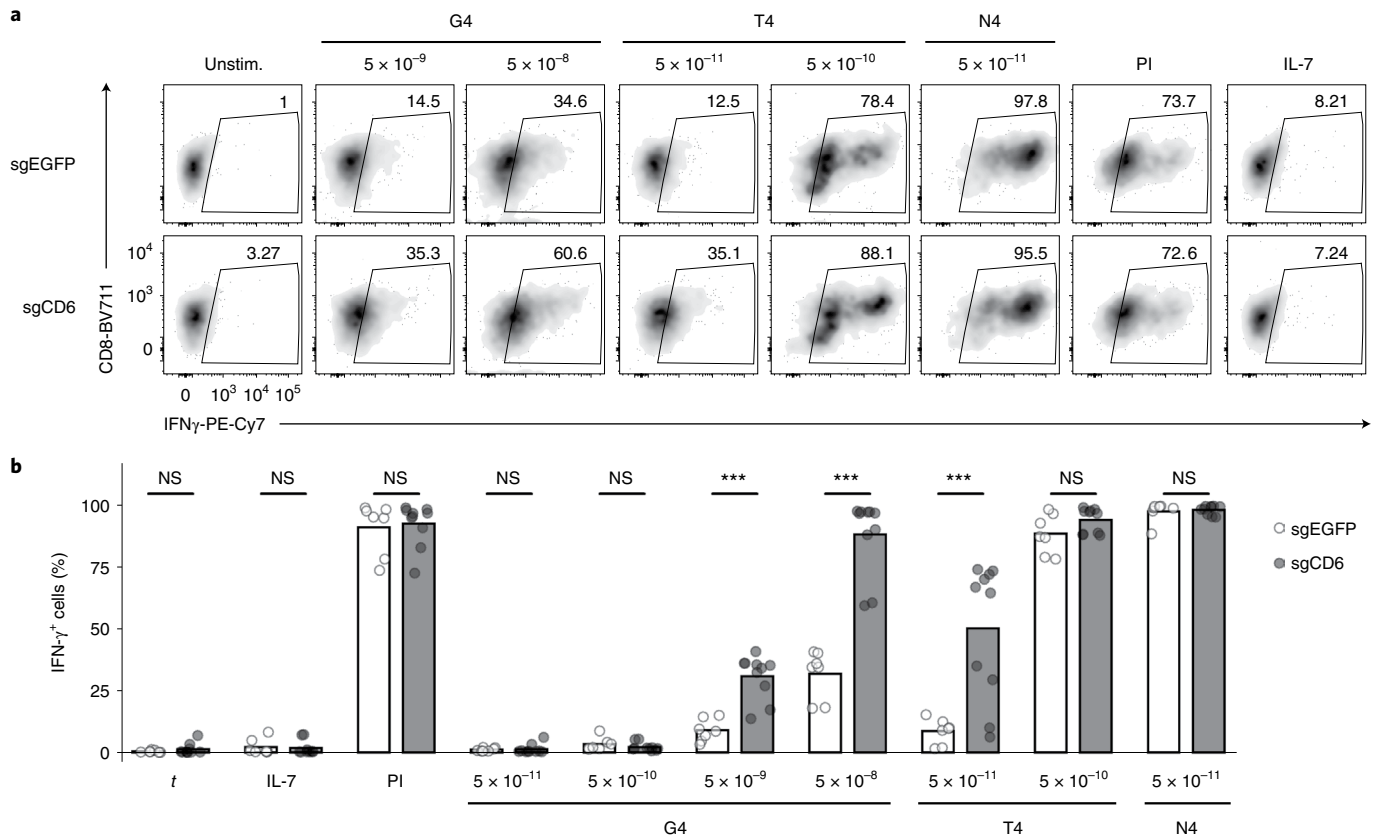 a
G4
T4
N4
Unstim.
5 × 10⁻⁹
5 × 10⁻⁸
5 × 10⁻¹¹
5 × 10⁻¹⁰
5 × 10⁻¹¹
PI
IL-7
sgEGFP
1
14.5
34.6
12.5
78.4
97.8
73.7
8.21
sgCD6
3.27
35.3
60.6
35.1
88.1
95.5
72.6
7.24
CD8-BV711
10⁴
10³
0
0 10³ 10⁴ 10⁵
IFNγ-PE-Cy7
b
NS NS NS NS NS *** *** *** NS NS
IFN-γ⁺ cells (%)
100
75
50
25
0
sgEGFP
sgCD6
t IL-7 PI 5 × 10⁻¹¹ 5 × 10⁻¹⁰ 5 × 10⁻⁹ 5 × 10⁻⁸ 5 × 10⁻¹¹ 5 × 10⁻¹⁰ 5 × 10⁻¹¹
G4 T4 N4